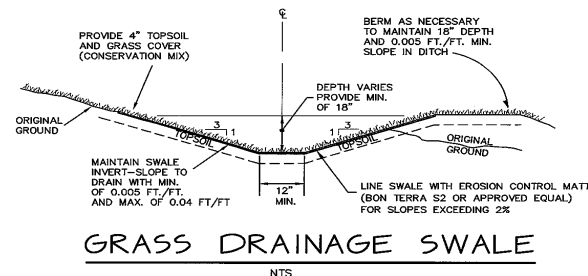 ℄
PROVIDE 4" TOPSOIL
AND GRASS COVER
(CONSERVATION MIX)
BERM AS NECESSARY
TO MAINTAIN 18" DEPTH
AND 0.005 FT./FT. MIN.
SLOPE IN DITCH
DEPTH VARIES
PROVIDE MIN.
OF 18"
ORIGINAL
GROUND
3
1
TOPSOIL
3
1
TOPSOIL
ORIGINAL
GROUND
MAINTAIN SWALE
INVERT-SLOPE TO
DRAIN WITH MIN.
OF 0.005 FT./FT.
AND MAX. OF 0.04 FT/FT
12"
MIN.
LINE SWALE WITH EROSION CONTROL MATT
(BON TERRA S2 OR APPROVED EQUAL)
FOR SLOPES EXCEEDING 2%
GRASS DRAINAGE SWALE
NTS